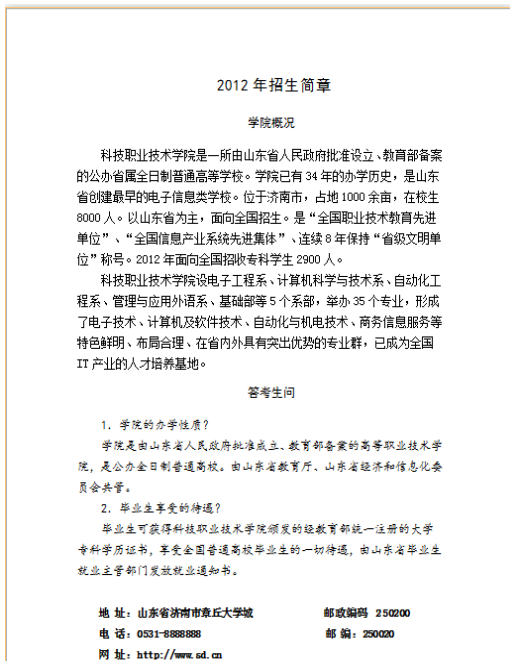 2012 年招生简章
学院概况
科技职业技术学院是一所由山东省人民政府批准设立、教育部备案
的公办省属全日制普通高等学校。学院已有 34 年的办学历史，是山东
省创建最早的电子信息类学校。位于济南市，占地 1000 余亩，在校生
8000 人。以山东省为主，面向全国招生。是“全国职业技术教育先进
单位”、“全国信息产业系统先进集体”、连续 8 年保持“省级文明单
位”称号。2012 年面向全国招收专科学生 2900 人。
科技职业技术学院设电子工程系、计算机科学与技术系、自动化工
程系、管理与应用外语系、基础部等 5 个系部，举办 35 个专业，形成
了电子技术、计算机及软件技术、自动化与机电技术、商务信息服务等
特色鲜明、布局合理、在省内外具有突出优势的专业群，已成为全国
IT 产业的人才培养基地。
答考生问
1. 学院的办学性质？
学院是由山东省人民政府批准成立、教育部备案的高等职业技术学
院，是公办全日制普通高校。由山东省教育厅、山东省经济和信息化委
员会共管。
2. 毕业生享受的待遇？
毕业生可获得科技职业技术学院颁发的经教育部统一注册的大学
专科学历证书，享受全国普通高校毕业生的一切待遇，由山东省毕业生
就业主管部门发放就业通知书。
地 址：山东省济南市章丘大学城 邮政编码 250200
电 话：0531-8888888 邮 编：250020
网 址：http://www.sd.cn